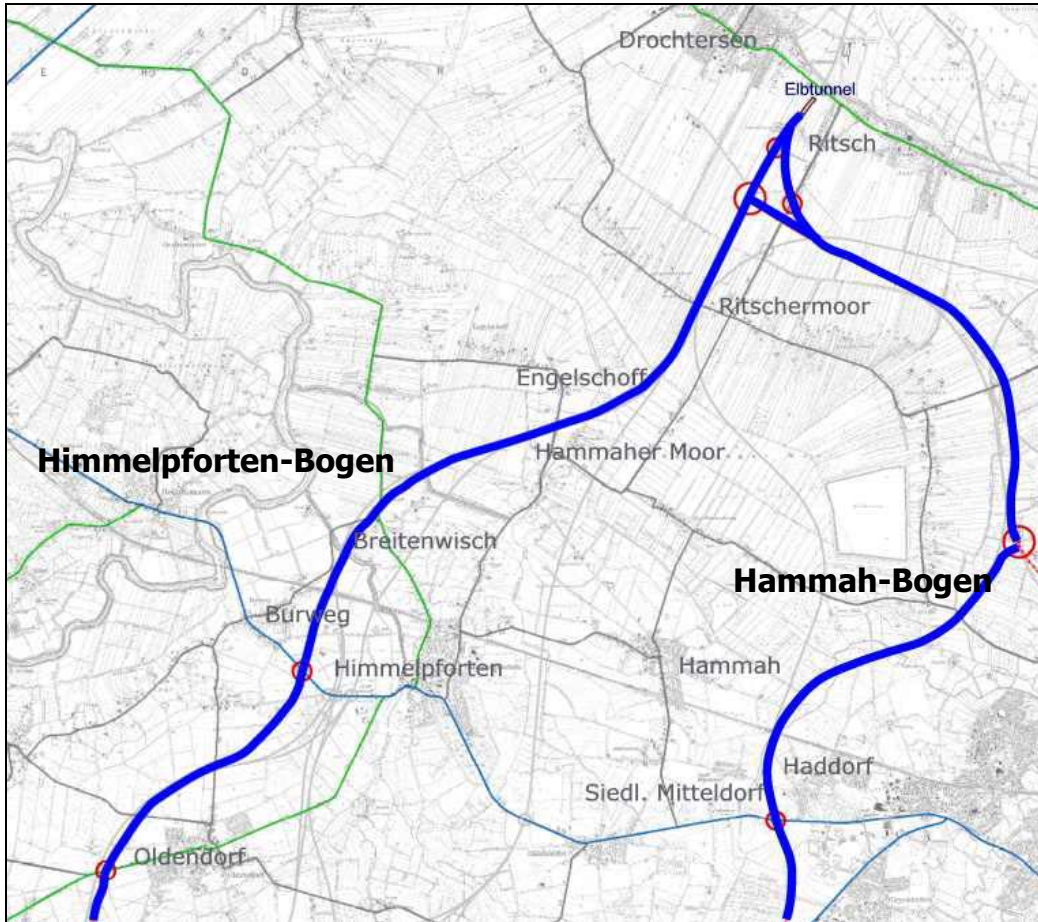 Drochtersen
Elbtunnel
Ritsch
Ritschermoor
Engelschoff
Hammaher Moor
Himmelpforten-Bogen
Breitenwisch
Hammah-Bogen
Burweg
Himmelpforten
Hammah
Haddorf
Siedl. Mitteldorf
Oldendorf